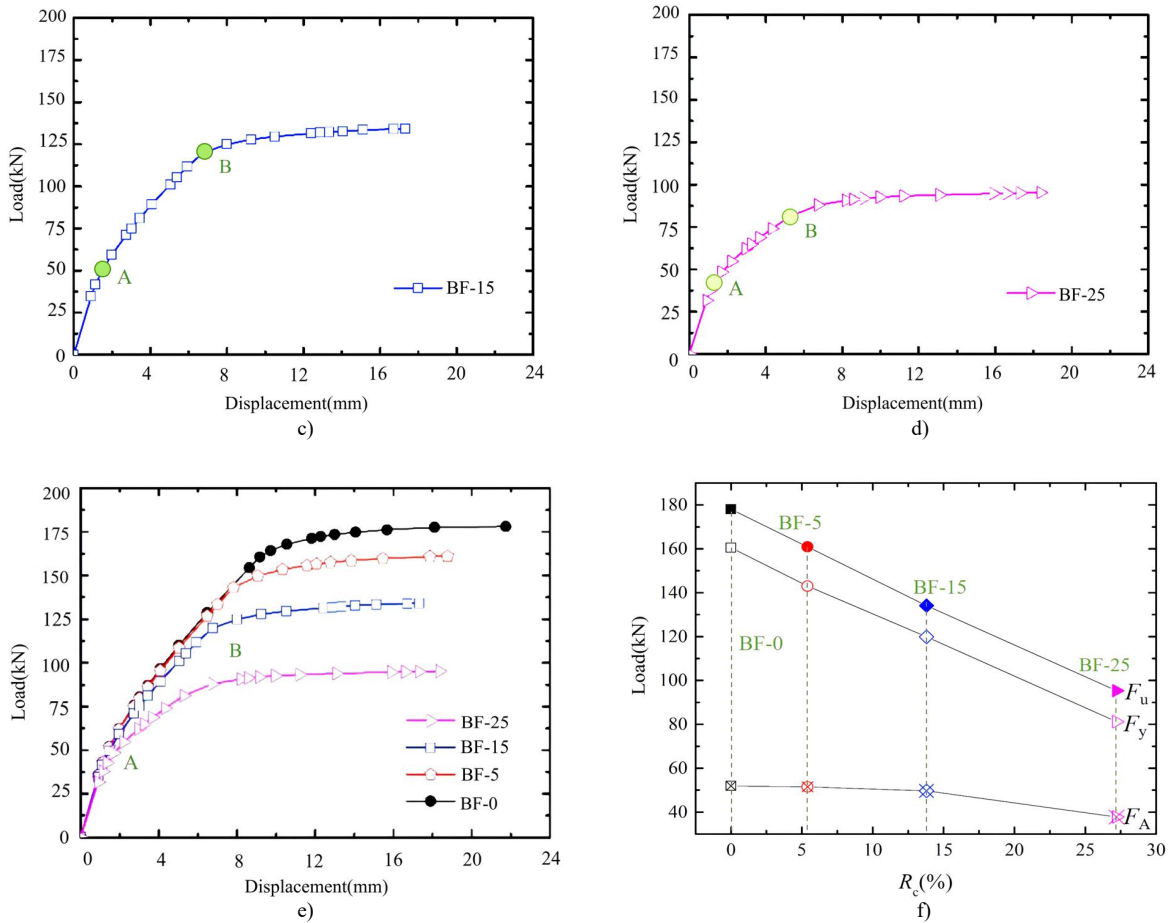 200
175
150
125
100
75
50
25
0
Load(kN)
A
B
BF-15
0 4 8 12 16 20 24
Displacement(mm)
c)
200
175
150
125
100
75
50
25
0
Load(kN)
A
B
BF-25
0 4 8 12 16 20 24
Displacement(mm)
d)
200
175
150
125
100
75
50
25
0
Load(kN)
A
B
BF-25
BF-15
BF-5
BF-0
0 4 8 12 16 20 24
Displacement(mm)
e)
180
160
140
120
100
80
60
40
Load(kN)
BF-5
BF-15
BF-0
BF-25
Fu
Fy
FA
0 5 10 15 20 25 30
Rc(%)
f)